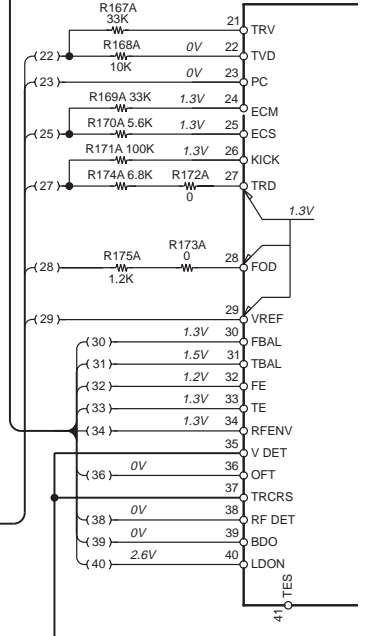 R167A
33K 21 TRV
R168A
(22) 10K 0V 22 TVD
(23) 0V 23 PC
R169A 33K 1.3V 24 ECM
(25) R170A 5.6K 1.3V 25 ECS
R171A 100K 1.3V 26 KICK
(27) R174A 6.8K R172A 0 27 TRD
1.3V
R173A
(28) R175A 1.2K 0 28 FOD
(29) 29 VREF
(30) 1.3V 30 FBAL
(31) 1.5V 31 TBAL
(32) 1.2V 32 FE
(33) 1.3V 33 TE
(34) 1.3V 34 RFENV
35 V DET
(36) 0V 36 OFT
37 TRCRS
(38) 0V 38 RF DET
(39) 0V 39 BDO
(40) 2.6V 40 LDON
41 TES